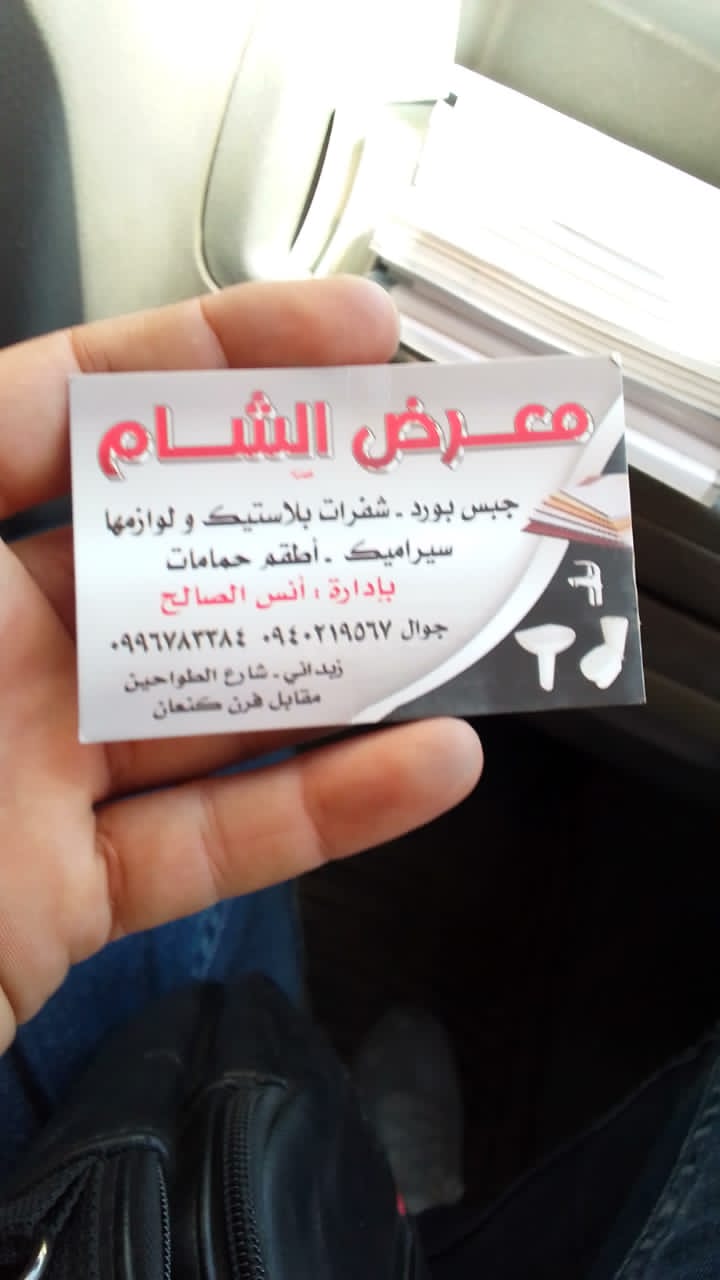 معرض الشام
جبس بورد - شفرات بلاستيك و لوازمها
سيراميك - أطقم حمامات
بإدارة : أنس الصالح
جوال ٠٩٤٠٢١٩٥٦٧ ٠٩٩٦٧٨٣٣٨٤
زيداني - شارع الطواحين
مقابل فرن كنعان